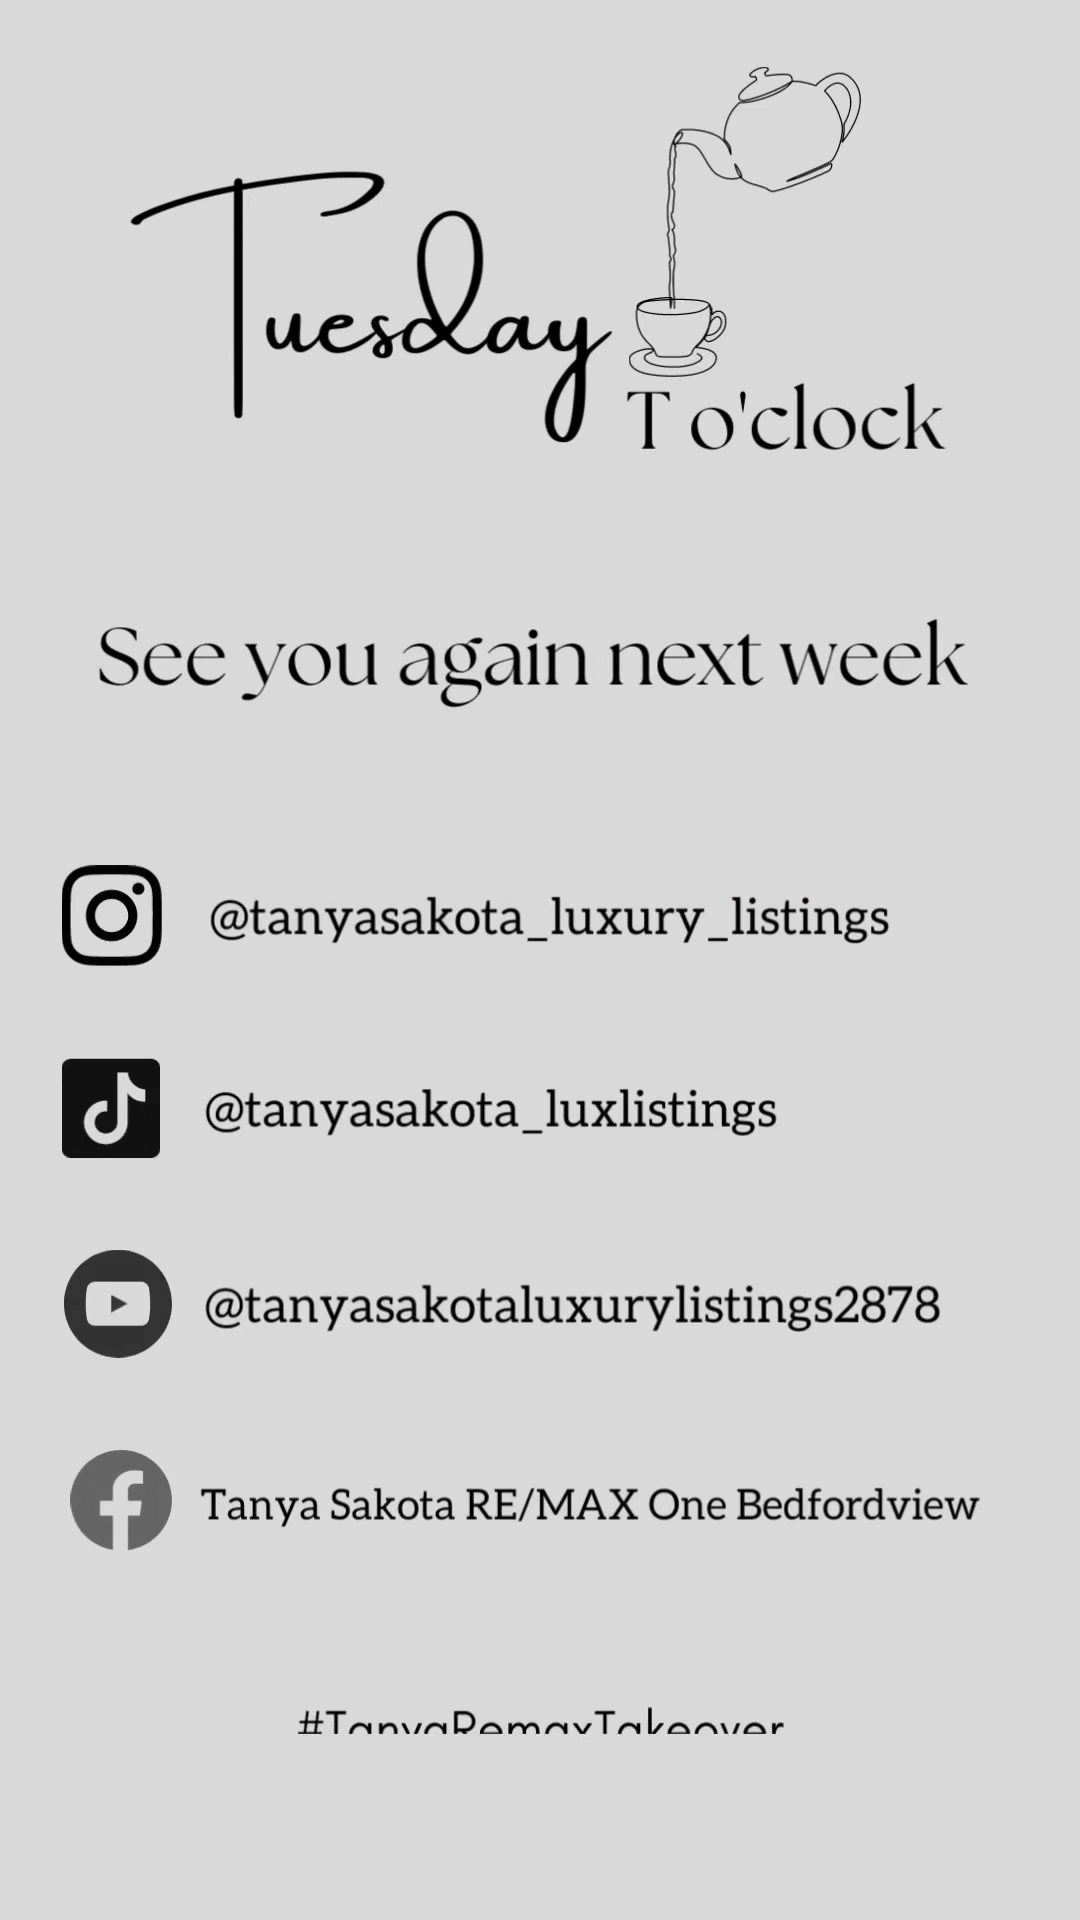 Tuesday
T o'clock
See you again next week
@tanyasakota_luxury_listings
@tanyasakota_luxlistings
@tanyasakotaluxurylistings2878
Tanya Sakota RE/MAX One Bedfordview
#TanyaRemaxTakeover